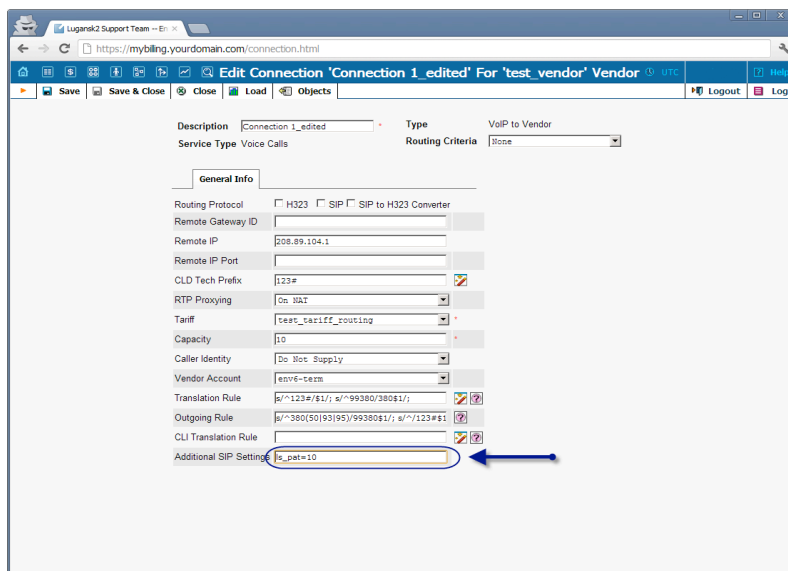 Lugansk2 Support Team -- En
https://mybiling.yourdomain.com/connection.html
Edit Connection 'Connection 1_edited' For 'test_vendor' Vendor UTC Help
Save Save & Close Close Load Objects Logout Log
Description Connection 1_edited * Type VoIP to Vendor
Service Type Voice Calls Routing Criteria None
General Info
Routing Protocol H323 SIP SIP to H323 Converter
Remote Gateway ID
Remote IP 208.89.104.1
Remote IP Port
CLD Tech Prefix 123#
RTP Proxying On NAT
Tariff test_tariff_routing *
Capacity 10 *
Caller Identity Do Not Supply
Vendor Account env6-term
Translation Rule s/^123#/$1/; s/^99380/380$1/;
Outgoing Rule s/^380(50|93|95)/99380$1/; s/^/123#$1
CLI Translation Rule
Additional SIP Settings ls_pat=10